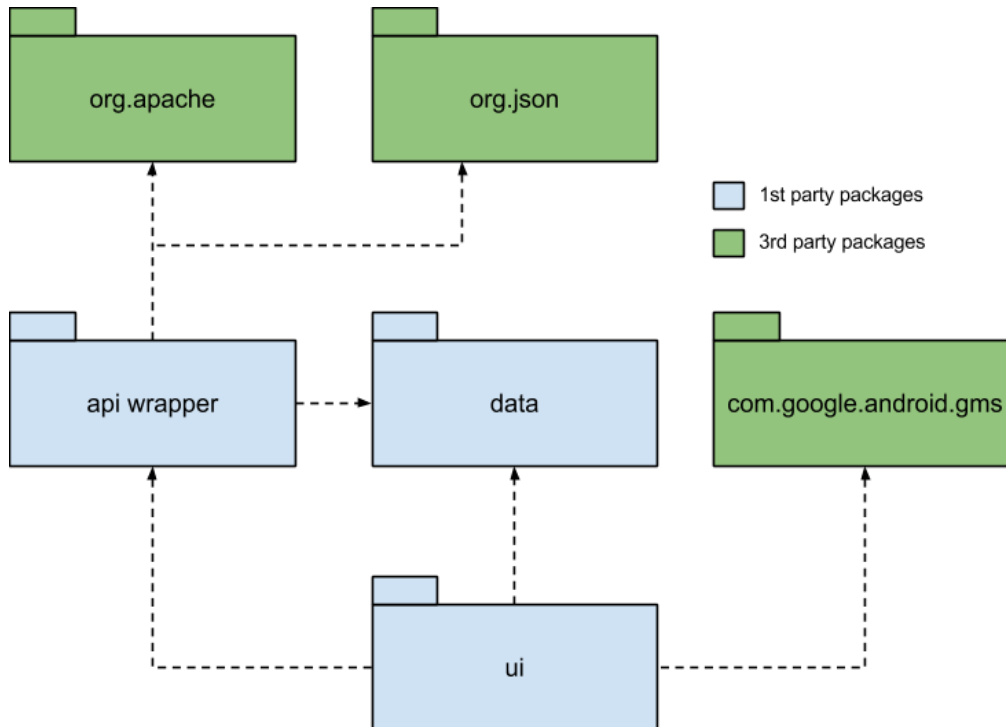 org.apache
org.json
1st party packages
3rd party packages
api wrapper
data
com.google.android.gms
ui